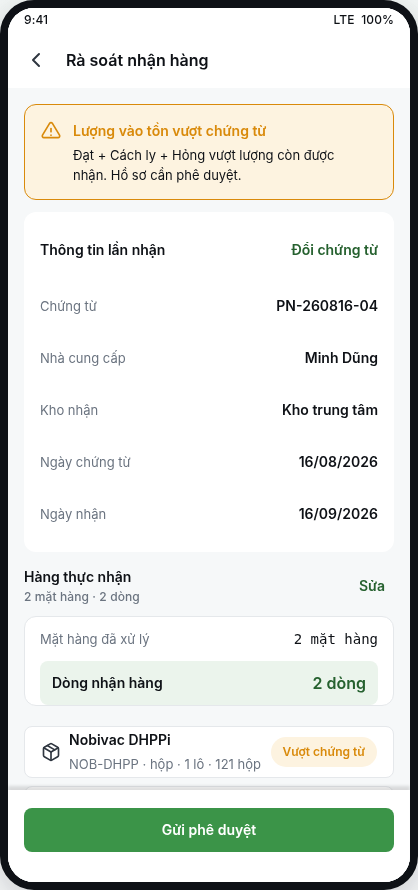 9:41 LTE 100%
Rà soát nhận hàng
Lượng vào tồn vượt chứng từ
Đạt + Cách ly + Hỏng vượt lượng còn được
nhận. Hồ sơ cần phê duyệt.
Thông tin lần nhận Đổi chứng từ
Chứng từ PN-260816-04
Nhà cung cấp Minh Dũng
Kho nhận Kho trung tâm
Ngày chứng từ 16/08/2026
Ngày nhận 16/09/2026
Hàng thực nhận
2 mặt hàng · 2 dòng
Sửa
Mặt hàng đã xử lý 2 mặt hàng
Dòng nhận hàng 2 dòng
Nobivac DHPPi
NOB-DHPP · hộp · 1 lô · 121 hộp
Vượt chứng từ
Gửi phê duyệt